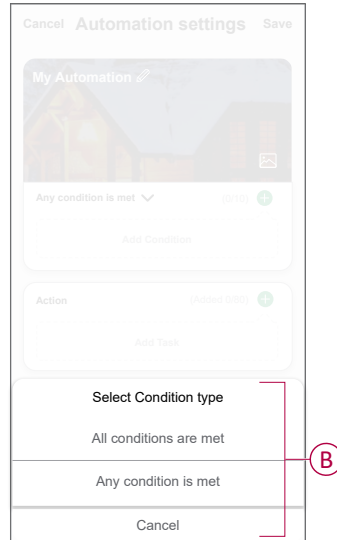 Cancel Automation settings Save
My Automation
Any condition is met (0/10)
Add Condition
Action (Added 0/60)
Add Task
Select Condition type
All conditions are met
Any condition is met
B
Cancel